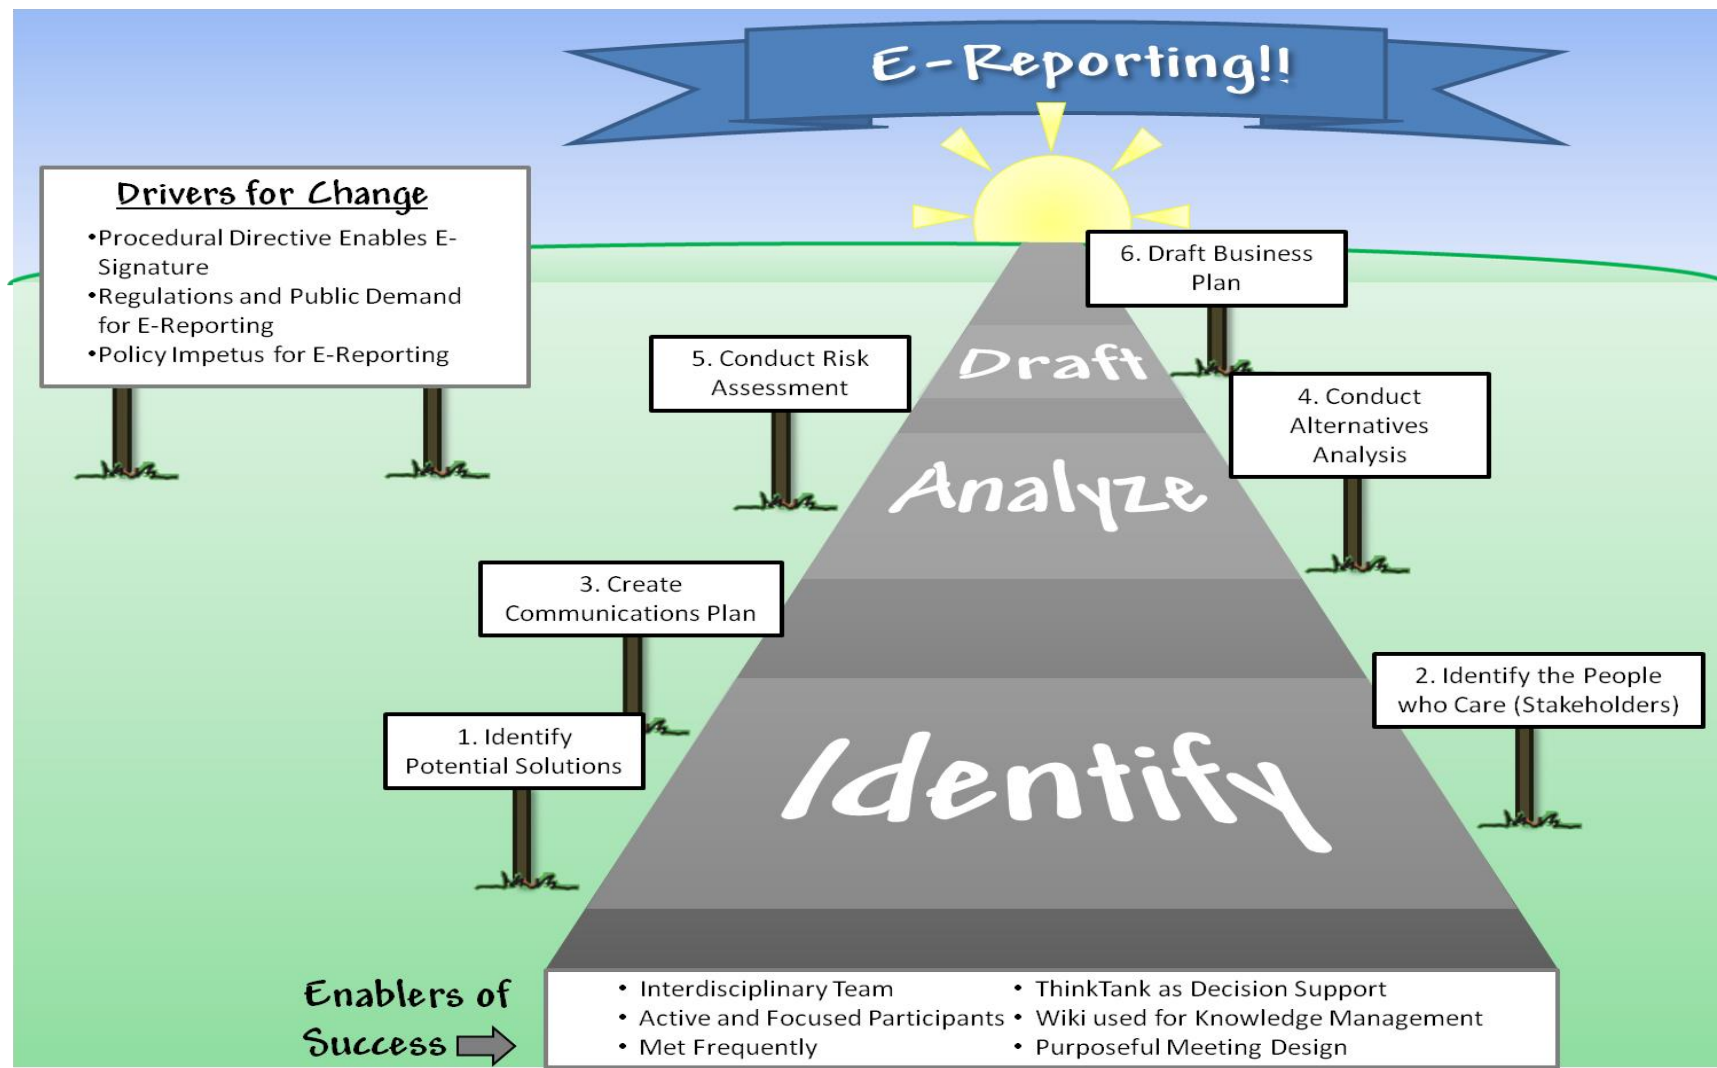 E-Reporting!!
Drivers for Change
•Procedural Directive Enables E-
Signature
•Regulations and Public Demand
for E-Reporting
•Policy Impetus for E-Reporting
6. Draft Business
Plan
5. Conduct Risk
Assessment
Draft
4. Conduct
Alternatives
Analysis
Analyze
3. Create
Communications Plan
2. Identify the People
who Care (Stakeholders)
1. Identify
Potential Solutions
Identify
Enablers of
Success
• Interdisciplinary Team
• Active and Focused Participants
• Met Frequently
• ThinkTank as Decision Support
• Wiki used for Knowledge Management
• Purposeful Meeting Design